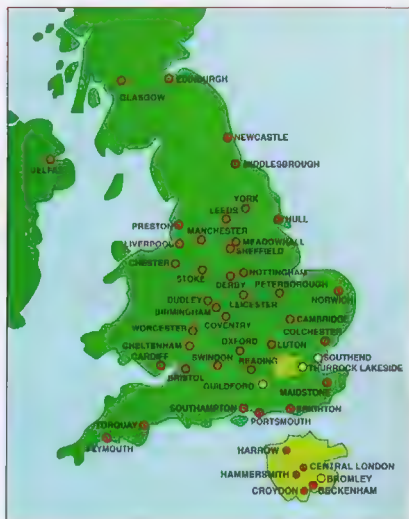 EDINBURGH
GLASGOW
NEWCASTLE
MIDDLESBROUGH
BELFAST
YORK
LEEDS
HULL
PRESTON
MANCHESTER
LIVERPOOL
MEADOWHALL
SHEFFIELD
CHESTER
STOKE
NOTTINGHAM
DERBY
PETERBOROUGH
NORWICH
DUDLEY
LEICESTER
BIRMINGHAM
CAMBRIDGE
COVENTRY
COLCHESTER
WORCESTER
OXFORD
LUTON
CHELTENHAM
SOUTHEND
CARDIFF
SWINDON
READING
THURROCK LAKESIDE
BRISTOL
GUILDFORD
MAIDSTONE
SOUTHAMPTON
BRIGHTON
TORQUAY
PORTSMOUTH
PLYMOUTH
HARROW
CENTRAL LONDON
HAMMERSMITH
BROMLEY
CROYDON
BECKENHAM